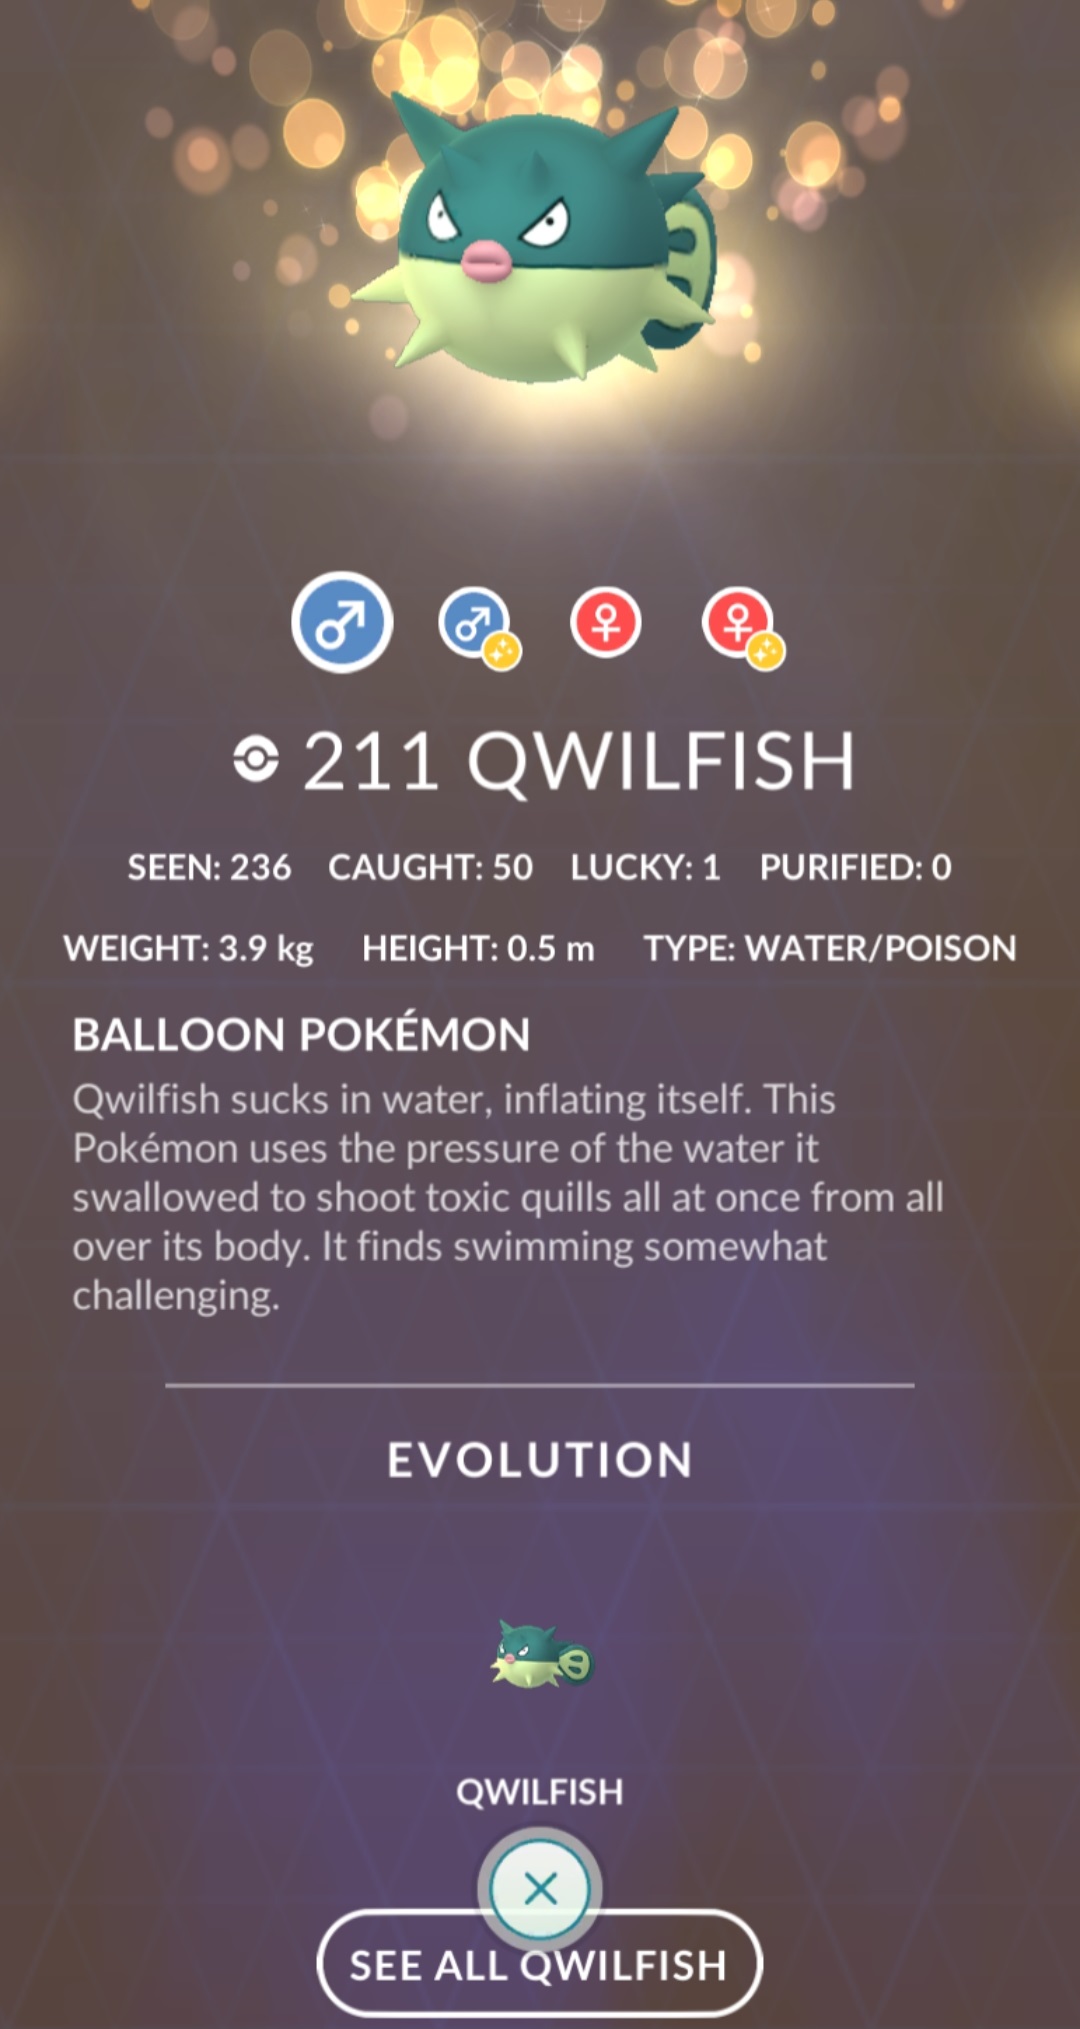 211 QWILFISH
SEEN: 236 CAUGHT: 50 LUCKY: 1 PURIFIED: 0
WEIGHT: 3.9 kg HEIGHT: 0.5 m TYPE: WATER/POISON
BALLOON POKÉMON
Qwilfish sucks in water, inflating itself. This
Pokémon uses the pressure of the water it
swallowed to shoot toxic quills all at once from all
over its body. It finds swimming somewhat
challenging.
EVOLUTION
QWILFISH
SEE ALL QWILFISH